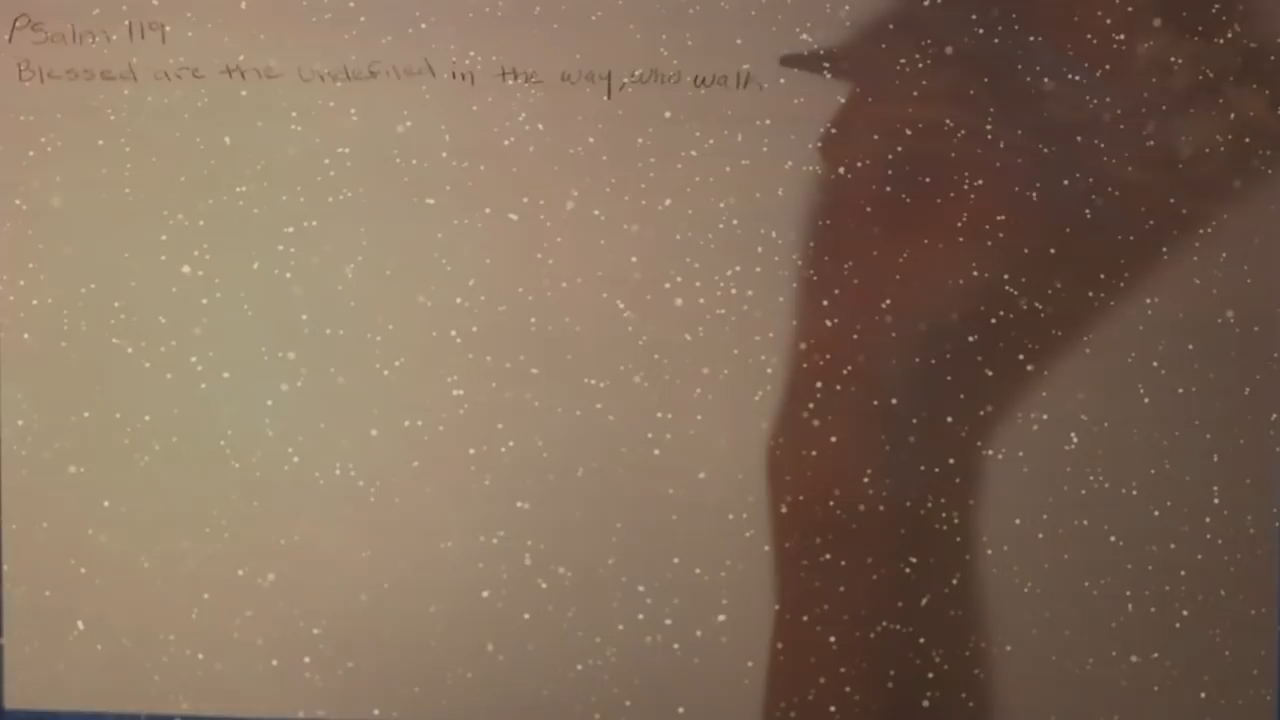 Psalm 119
Blessed are the undefiled in the way, who walk